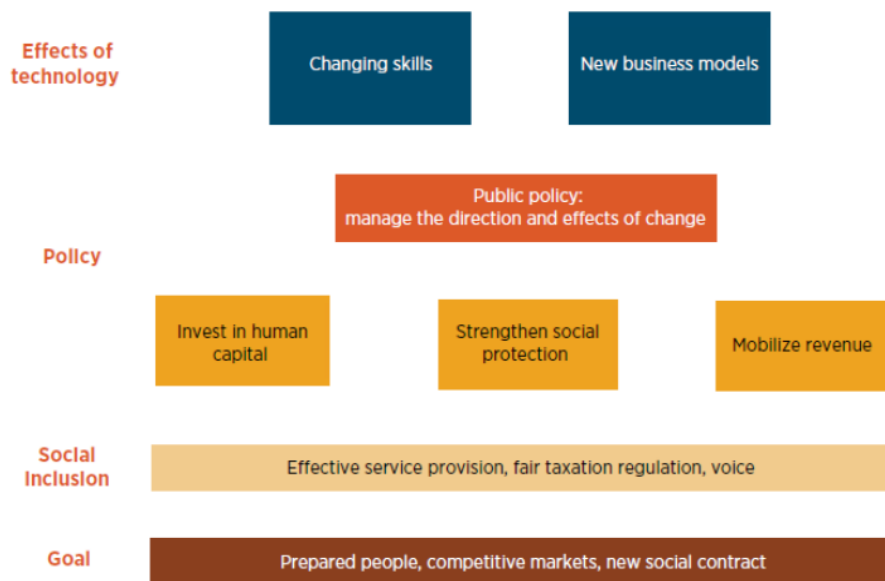 Effects of
technology
Changing skills
New business models
Public policy:
manage the direction and effects of change
Policy
Invest in human
capital
Strengthen social
protection
Mobilize revenue
Social
Inclusion
Effective service provision, fair taxation regulation, voice
Goal
Prepared people, competitive markets, new social contract